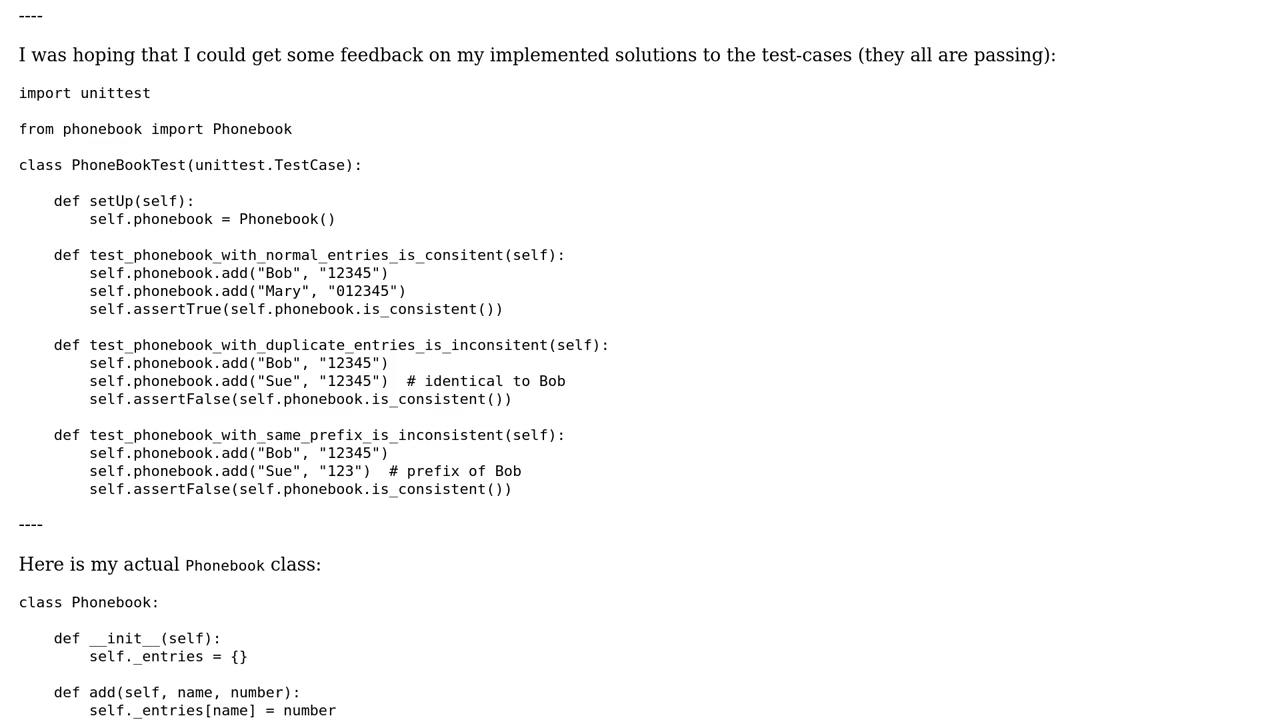 ----
I was hoping that I could get some feedback on my implemented solutions to the test-cases (they all are passing):
import unittest
from phonebook import Phonebook
class PhoneBookTest(unittest.TestCase):
    def setUp(self):
        self.phonebook = Phonebook()
    def test_phonebook_with_normal_entries_is_consitent(self):
        self.phonebook.add("Bob", "12345")
        self.phonebook.add("Mary", "012345")
        self.assertTrue(self.phonebook.is_consistent())
    def test_phonebook_with_duplicate_entries_is_inconsitent(self):
        self.phonebook.add("Bob", "12345")
        self.phonebook.add("Sue", "12345")  # identical to Bob
        self.assertFalse(self.phonebook.is_consistent())
    def test_phonebook_with_same_prefix_is_inconsistent(self):
        self.phonebook.add("Bob", "12345")
        self.phonebook.add("Sue", "123")  # prefix of Bob
        self.assertFalse(self.phonebook.is_consistent())
----
Here is my actual Phonebook class:
class Phonebook:
    def __init__(self):
        self._entries = {}
    def add(self, name, number):
        self._entries[name] = number